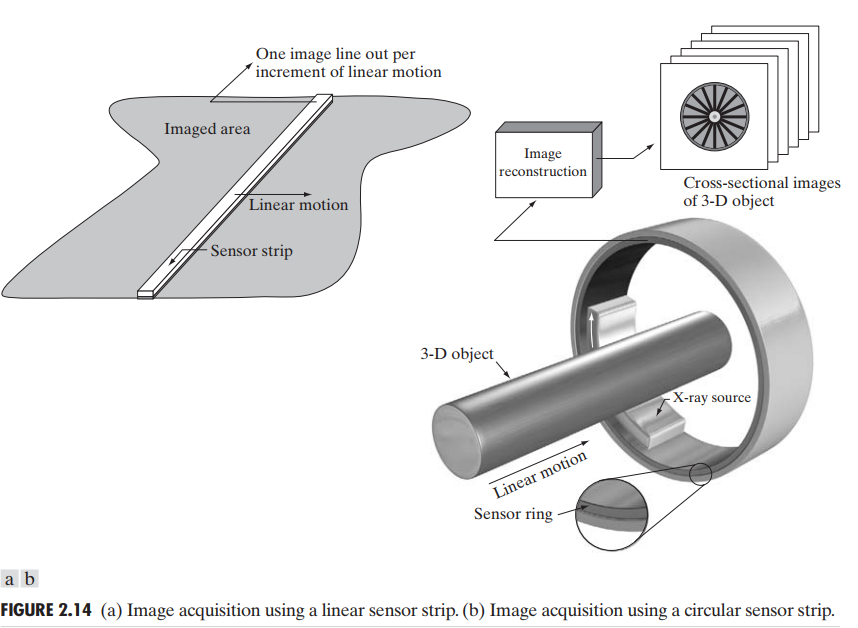 One image line out per
increment of linear motion
Imaged area
Linear motion
Sensor strip
Image
reconstruction
Cross-sectional images
of 3-D object
3-D object
X-ray source
Linear motion
Sensor ring
a b
FIGURE 2.14 (a) Image acquisition using a linear sensor strip. (b) Image acquisition using a circular sensor strip.